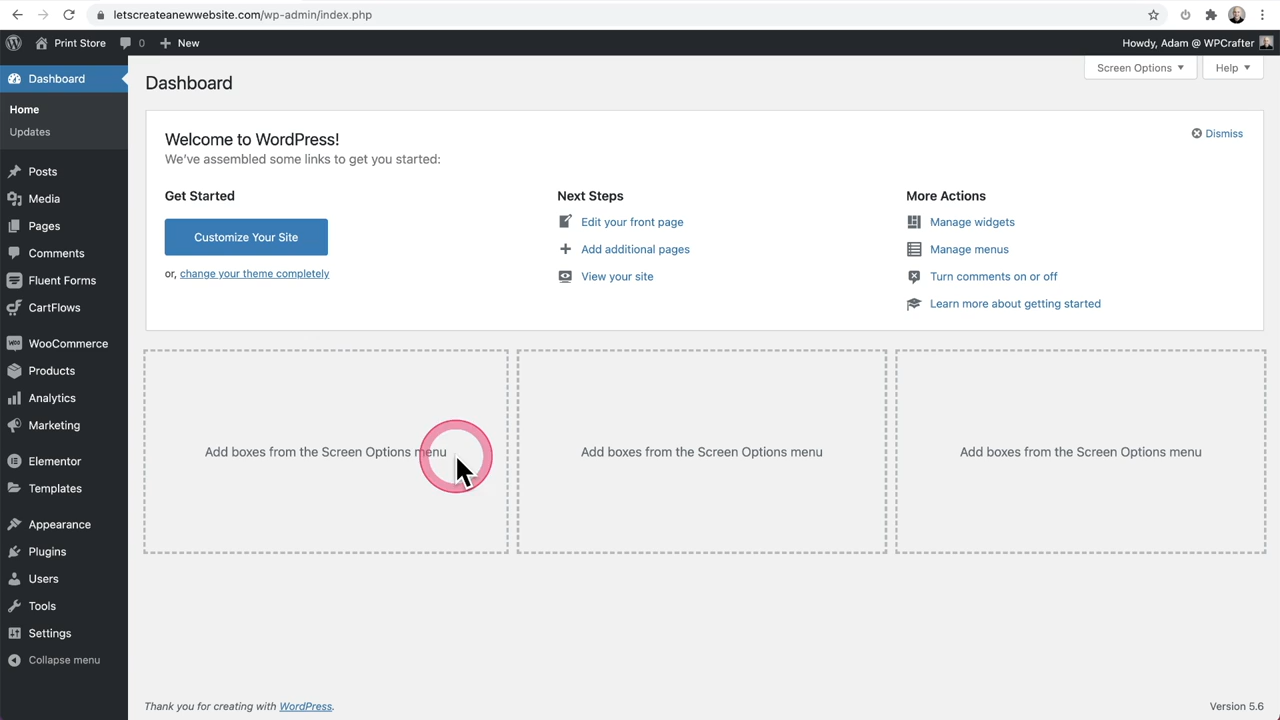 letscreateanewwebsite.com/wp-admin/index.php
Print Store
0
New
Howdy, Adam @ WPCrafter
Dashboard
Home
Updates
Posts
Media
Pages
Comments
Fluent Forms
CartFlows
WooCommerce
Products
Analytics
Marketing
Elementor
Templates
Appearance
Plugins
Users
Tools
Settings
Collapse menu
Screen Options
Help
Dashboard
Welcome to WordPress!
We've assembled some links to get you started:
Dismiss
Get Started
Customize Your Site
or, change your theme completely
Next Steps
Edit your front page
Add additional pages
View your site
More Actions
Manage widgets
Manage menus
Turn comments on or off
Learn more about getting started
Add boxes from the Screen Options menu
Add boxes from the Screen Options menu
Add boxes from the Screen Options menu
Thank you for creating with WordPress.
Version 5.6